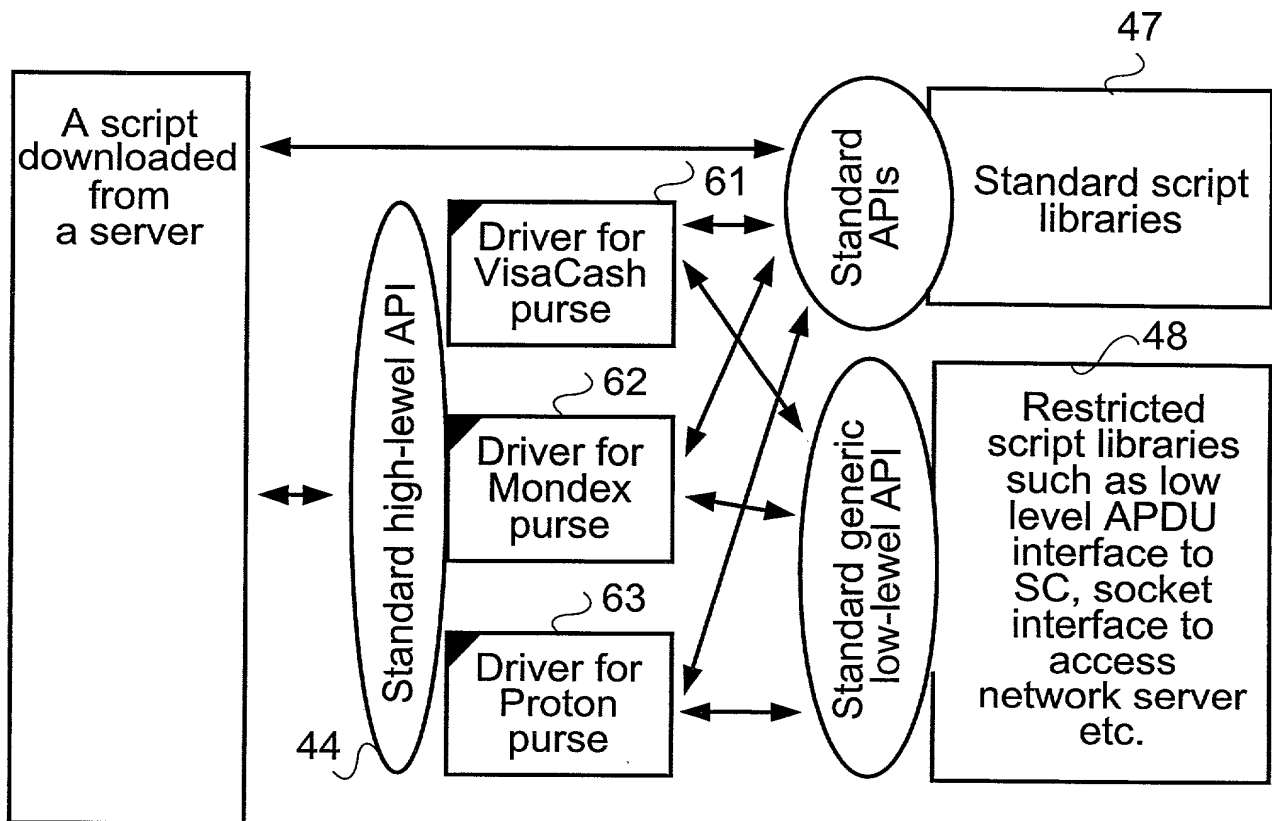 A script
downloaded
from
a server
44
Standard high-lewel API
61
Driver for
VisaCash
purse
62
Driver for
Mondex
purse
63
Driver for
Proton
purse
Standard
APIs
47
Standard script
libraries
Standard generic
low-lewel API
48
Restricted
script libraries
such as low
level APDU
interface to
SC, socket
interface to
access
network server
etc.